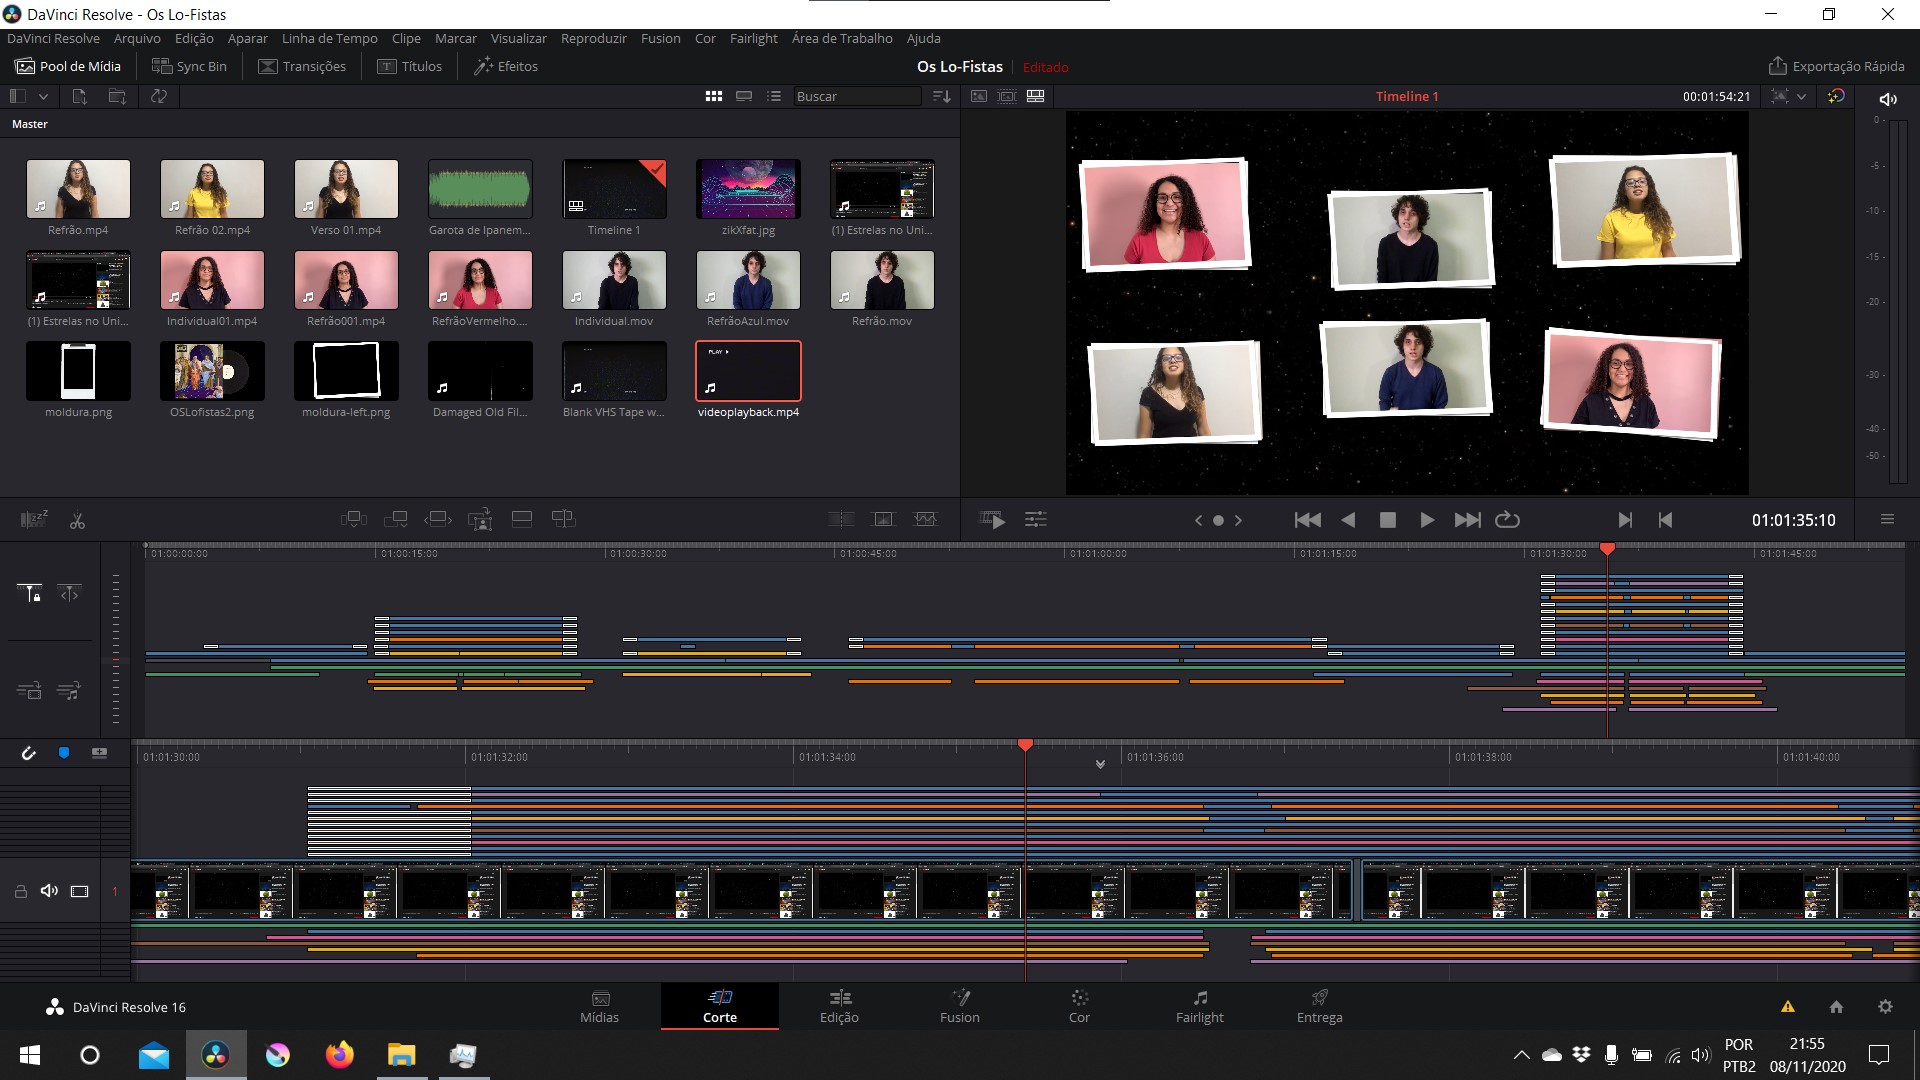 DaVinci Resolve - Os Lo-Fistas
DaVinci Resolve Arquivo Edição Aparar Linha de Tempo Clipe Marcar Visualizar Reproduzir Fusion Cor Fairlight Área de Trabalho Ajuda
Pool de Mídia Sync Bin Transições Títulos Efeitos Os Lo-Fistas Editado Exportação Rápida
Buscar Timeline 1 00:01:54:21
Master
Refrão.mp4 Refrão 02.mp4 Verso 01.mp4 Garota de Ipanem... Timeline 1 zikXfat.jpg (1) Estrelas no Uni...
(1) Estrelas no Uni... Individual01.mp4 Refrão001.mp4 RefrãoVermelho.... Individual.mov RefrãoAzul.mov Refrão.mov
PLAY
moldura.png OSLofistas2.png moldura-left.png Damaged Old Fil... Blank VHS Tape w... videoplayback.mp4
0
-5
-10
-15
-20
-30
-40
-50
01:01:35:10
01:00:00:00 01:00:15:00 01:00:30:00 01:00:45:00 01:01:00:00 01:01:15:00 01:01:30:00 01:01:45:00
01:01:30:00 01:01:32:00 01:01:34:00 01:01:36:00 01:01:38:00 01:01:40:00
1
DaVinci Resolve 16 Mídias Corte Edição Fusion Cor Fairlight Entrega
POR 21:55
PTB2 08/11/2020